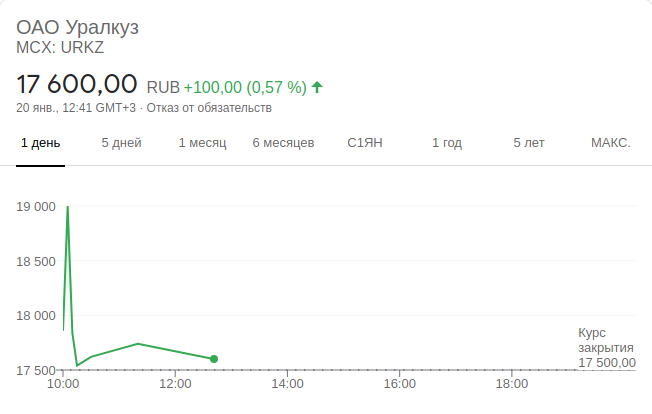 ОАО Уралкуз
MCX: URKZ
17 600,00 RUB +100,00 (0,57 %)
20 янв., 12:41 GMT+3 · Отказ от обязательств
1 день 5 дней 1 месяц 6 месяцев С1ЯН 1 год 5 лет МАКС.
19 000
18 500
18 000
17 500
Курс
закрытия
17 500,00
10:00 12:00 14:00 16:00 18:00